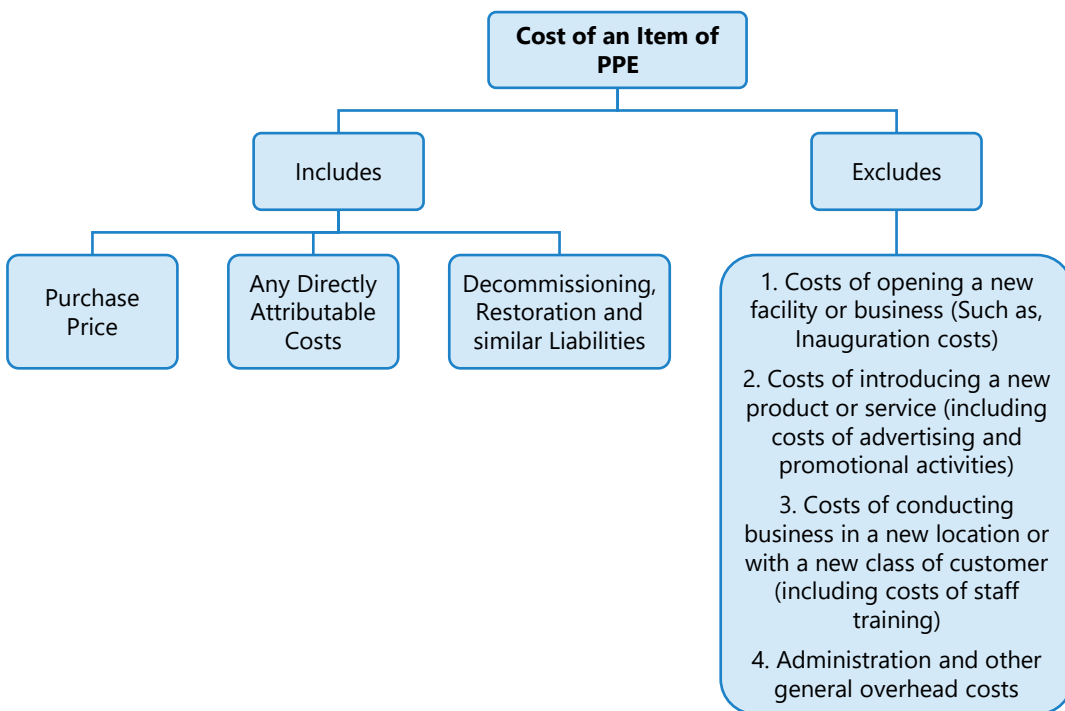 Cost of an Item of
PPE
Includes
Excludes
Purchase
Price
Any Directly
Attributable
Costs
Decommissioning,
Restoration and
similar Liabilities
1. Costs of opening a new
facility or business (Such as,
Inauguration costs)
2. Costs of introducing a new
product or service (including
costs of advertising and
promotional activities)
3. Costs of conducting
business in a new location or
with a new class of customer
(including costs of staff
training)
4. Administration and other
general overhead costs